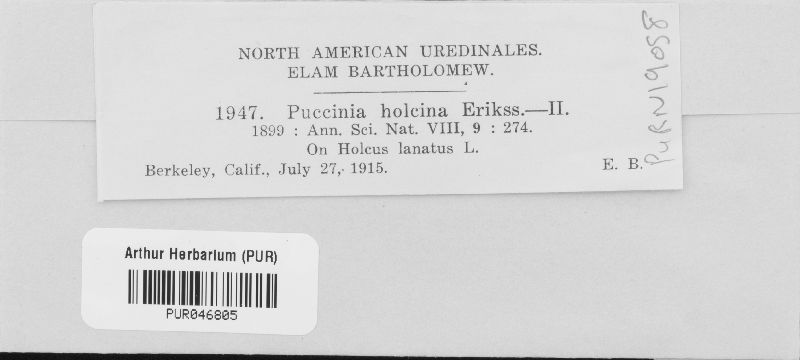 NORTH AMERICAN UREDINALES.
ELAM BARTHOLOMEW.
1947. Puccinia holcina Erikss.—II.
1899 : Ann. Sci. Nat. VIII, 9 : 274.
On Holcus lanatus L.
Berkeley, Calif., July 27, 1915. E. B.
PURN19058
Arthur Herbarium (PUR)
PUR046805